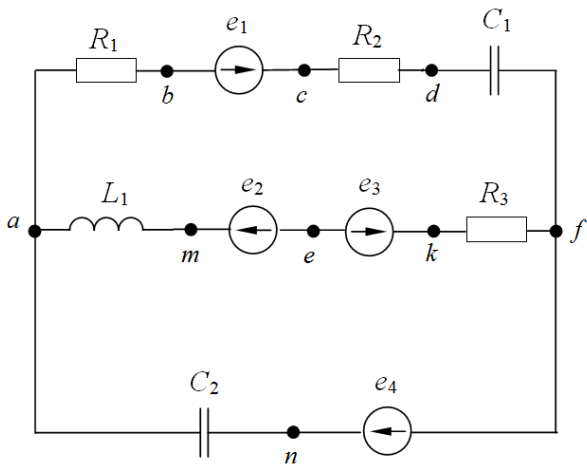 R₁ e₁ R₂ C₁
b c d
L₁ e₂ e₃ R₃
a f
m e k
C₂ e₄
n